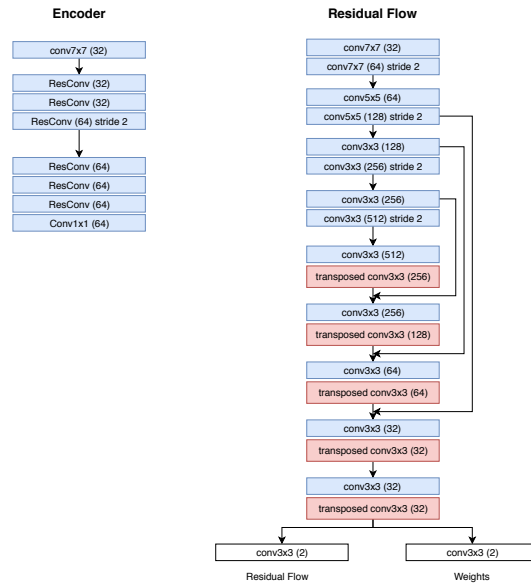 Encoder
conv7x7 (32)
ResConv (32)
ResConv (32)
ResConv (64) stride 2
ResConv (64)
ResConv (64)
ResConv (64)
Conv1x1 (64)
Residual Flow
conv7x7 (32)
conv7x7 (64) stride 2
conv5x5 (64)
conv5x5 (128) stride 2
conv3x3 (128)
conv3x3 (256) stride 2
conv3x3 (256)
conv3x3 (512) stride 2
conv3x3 (512)
transposed conv3x3 (256)
conv3x3 (256)
transposed conv3x3 (128)
conv3x3 (64)
transposed conv3x3 (64)
conv3x3 (32)
transposed conv3x3 (32)
conv3x3 (32)
transposed conv3x3 (32)
conv3x3 (2)
conv3x3 (2)
Residual Flow
Weights